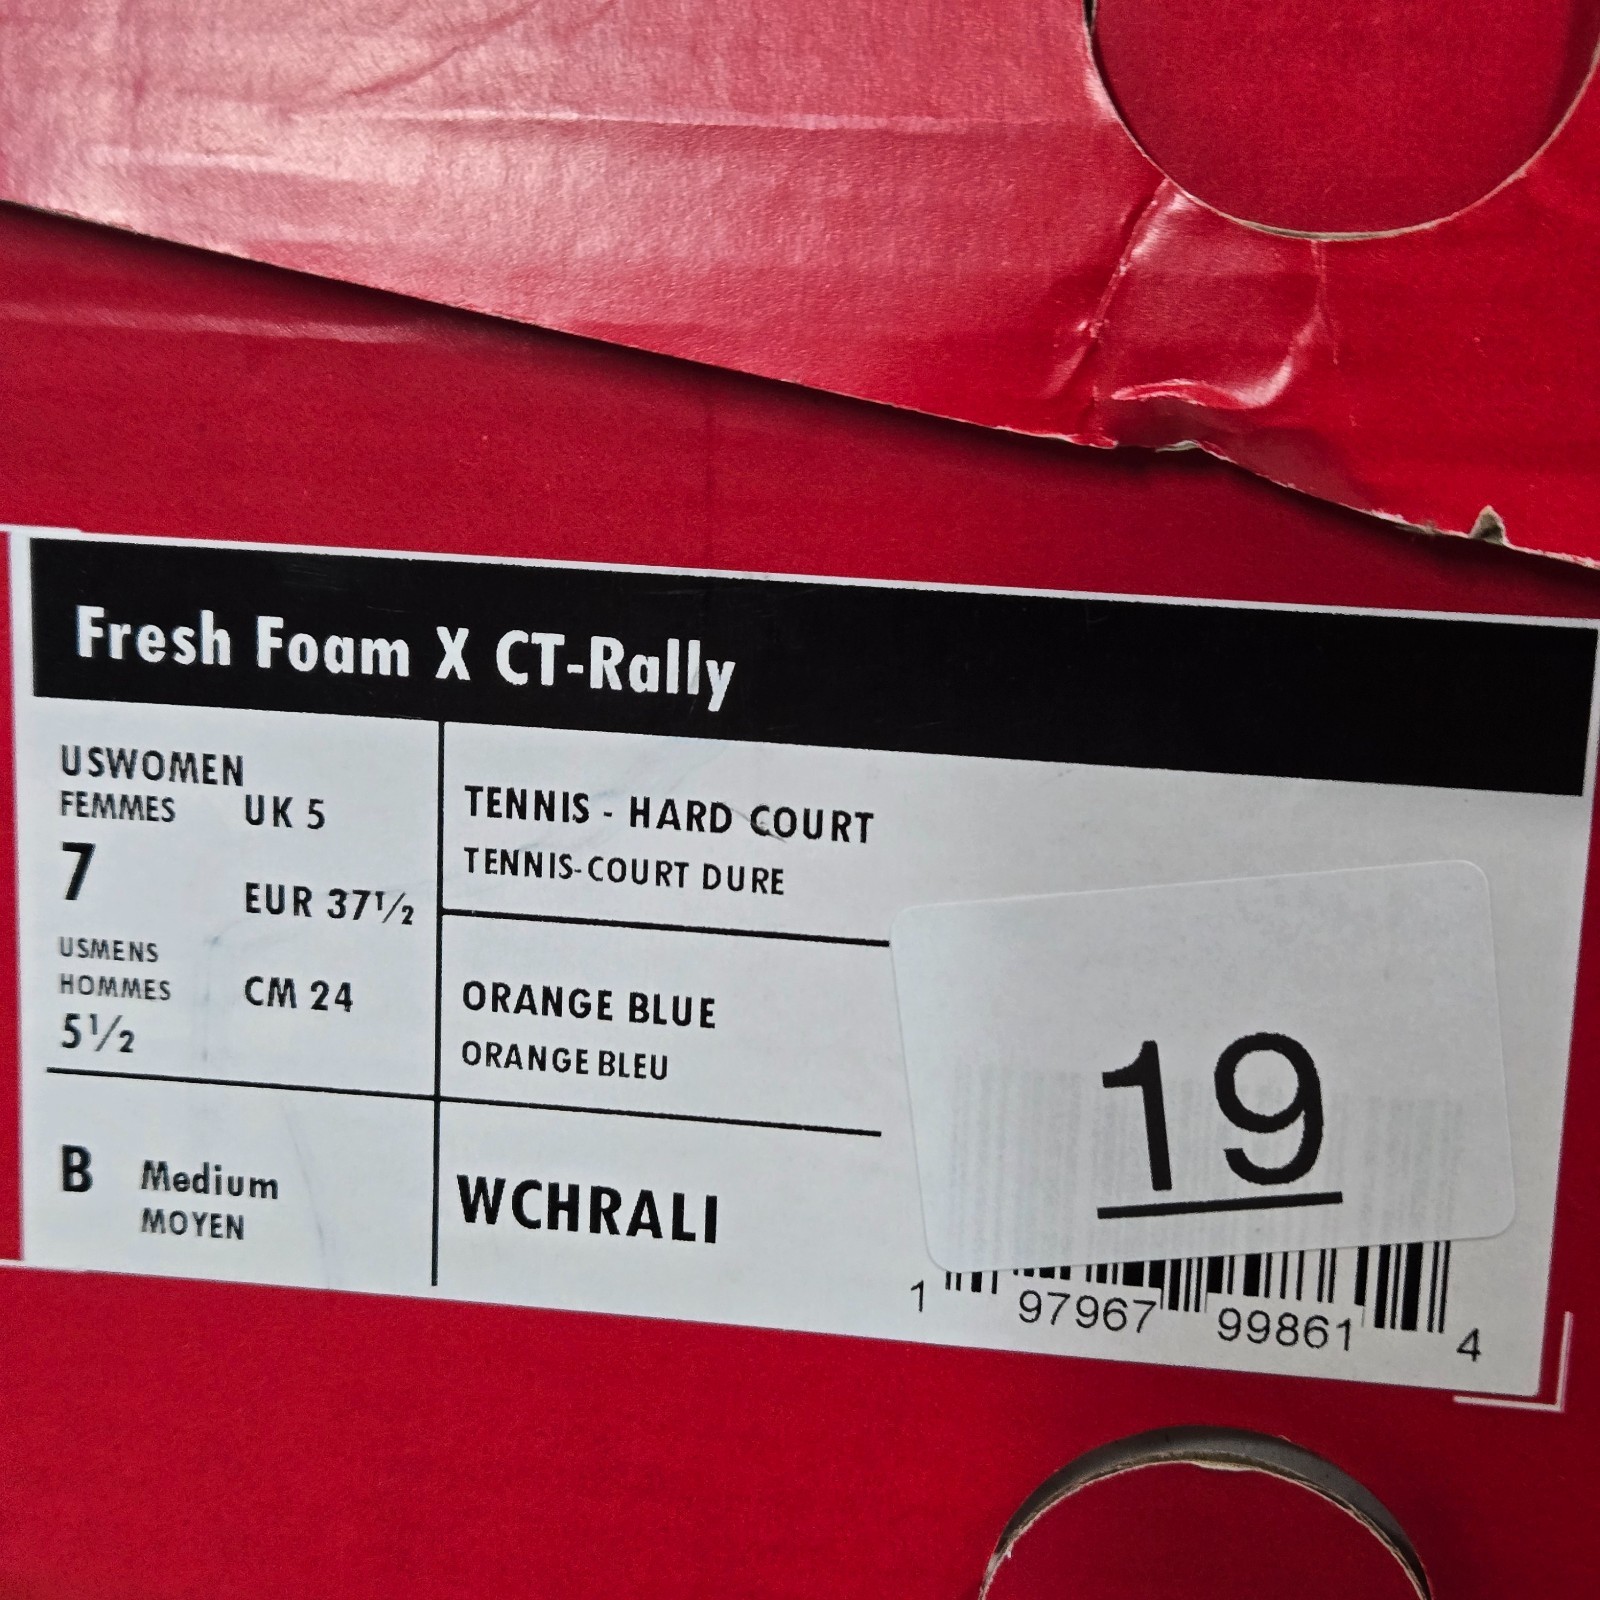 Fresh Foam X CT-Rally
USWOMEN
FEMMES
7
UK 5
EUR 37½
USMENS
HOMMES
5½
CM 24
B Medium
MOYEN
TENNIS - HARD COURT
TENNIS-COURT DURE
ORANGE BLUE
ORANGE BLEU
WCHRALI
19
1 97967 99861 4